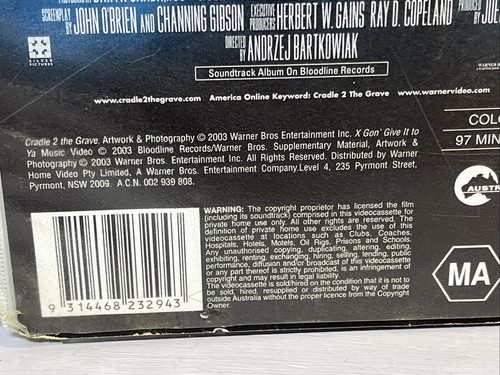 SCREENPLAY BY JOHN O'BRIEN AND CHANNING GIBSON EXECUTIVE PRODUCERS HERBERT W. GAINS RAY D. COPELAND PRODUCED BY JOE
DIRECTED BY ANDRZEJ BARTKOWIAK
SILVER
PICTURES
Soundtrack Album On Bloodline Records
www.cradle2thegrave.com America Online Keyword: Cradle 2 The Grave www.warnervideo.com
COL
97 MIN
Cradle 2 the Grave, Artwork & Photography © 2003 Warner Bros Entertainment Inc. X Gon' Give It to
Ya Music Video © 2003 Bloodline Records/Warner Bros. Supplementary Material, Artwork &
Photography © 2003 Warner Bros. Entertainment Inc. All Rights Reserved. Distributed by Warner
Home Video Pty Limited, A Warner Bros. Entertainment Company.Level 4, 235 Pyrmont Street,
Pyrmont, NSW 2009. A.C.N. 002 939 808.
AUST
WARNING: The copyright proprietor has licensed the film
(including its soundtrack) comprised in this videocassette for
private home use only. All other rights are reserved. The
definition of private home use excludes the use of this
videocassette at locations such as Clubs, Coaches,
Hospitals, Hotels, Motels, Oil Rigs, Prisons and Schools.
Any unauthorised copying, duplicating, altering, editing,
exhibiting, renting, exchanging, hiring, selling, lending, public
performance, diffusion and/or broadcast of this videocassette
or any part thereof is strictly prohibited, is an infringement of
copyright and may result in legal liability.
The videocassette is sold/hired on the condition that it is not to
be sold, hired, resupplied or distributed by way of trade
outside Australia without the proper licence from the Copyright
Owner.
MA
9 314468 232943